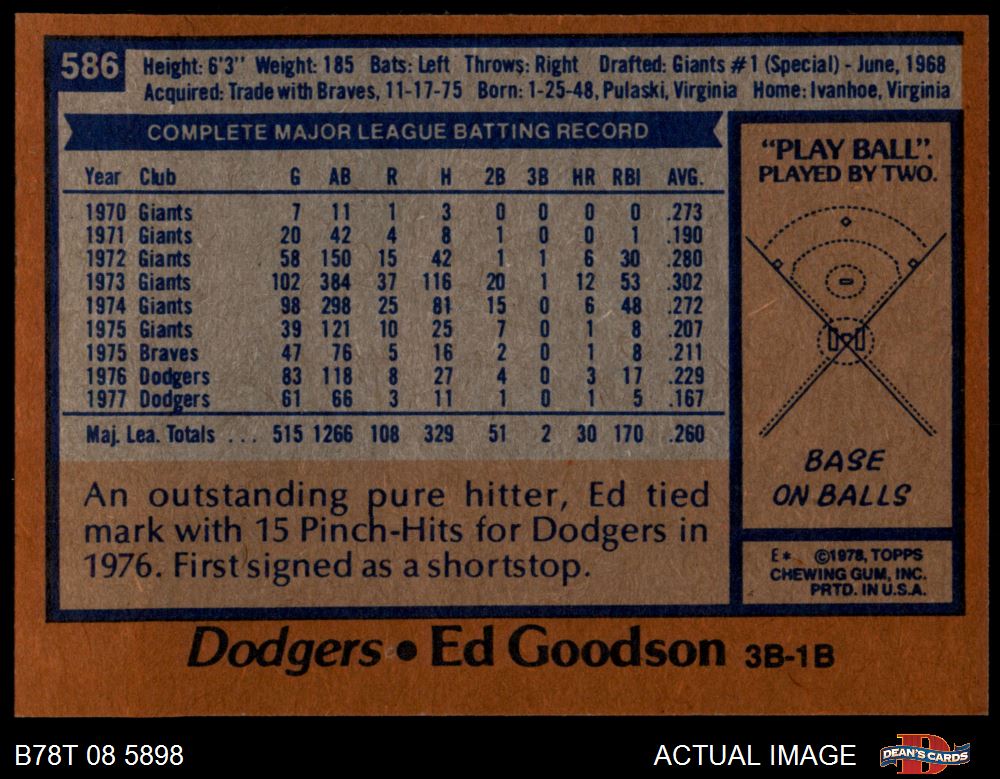 586
Height: 6'3" Weight: 185 Bats: Left Throws: Right Drafted: Giants #1 (Special) - June, 1968
Acquired: Trade with Braves, 11-17-75 Born: 1-25-48, Pulaski, Virginia Home: Ivanhoe, Virginia
COMPLETE MAJOR LEAGUE BATTING RECORD
Year Club G AB R H 2B 3B HR RBI AVG.
1970 Giants 7 11 1 3 0 0 0 0 .273
1971 Giants 20 42 4 8 1 0 0 1 .190
1972 Giants 58 150 15 42 1 1 6 30 .280
1973 Giants 102 384 37 116 20 1 12 53 .302
1974 Giants 98 298 25 81 15 0 6 48 .272
1975 Giants 39 121 10 25 7 0 1 8 .207
1975 Braves 47 76 5 16 2 0 1 8 .211
1976 Dodgers 83 118 8 27 4 0 3 17 .229
1977 Dodgers 61 66 3 11 1 0 1 5 .167
Maj. Lea. Totals . . . 515 1266 108 329 51 2 30 170 .260
An outstanding pure hitter, Ed tied
mark with 15 Pinch-Hits for Dodgers in
1976. First signed as a shortstop.
"PLAY BALL".
PLAYED BY TWO.
BASE
ON BALLS
E* ©1978, TOPPS
CHEWING GUM, INC.
PRTD. IN U.S.A.
Dodgers • Ed Goodson 3B-1B
B78T 08 5898
ACTUAL IMAGE
D
DEAN'S CARDS